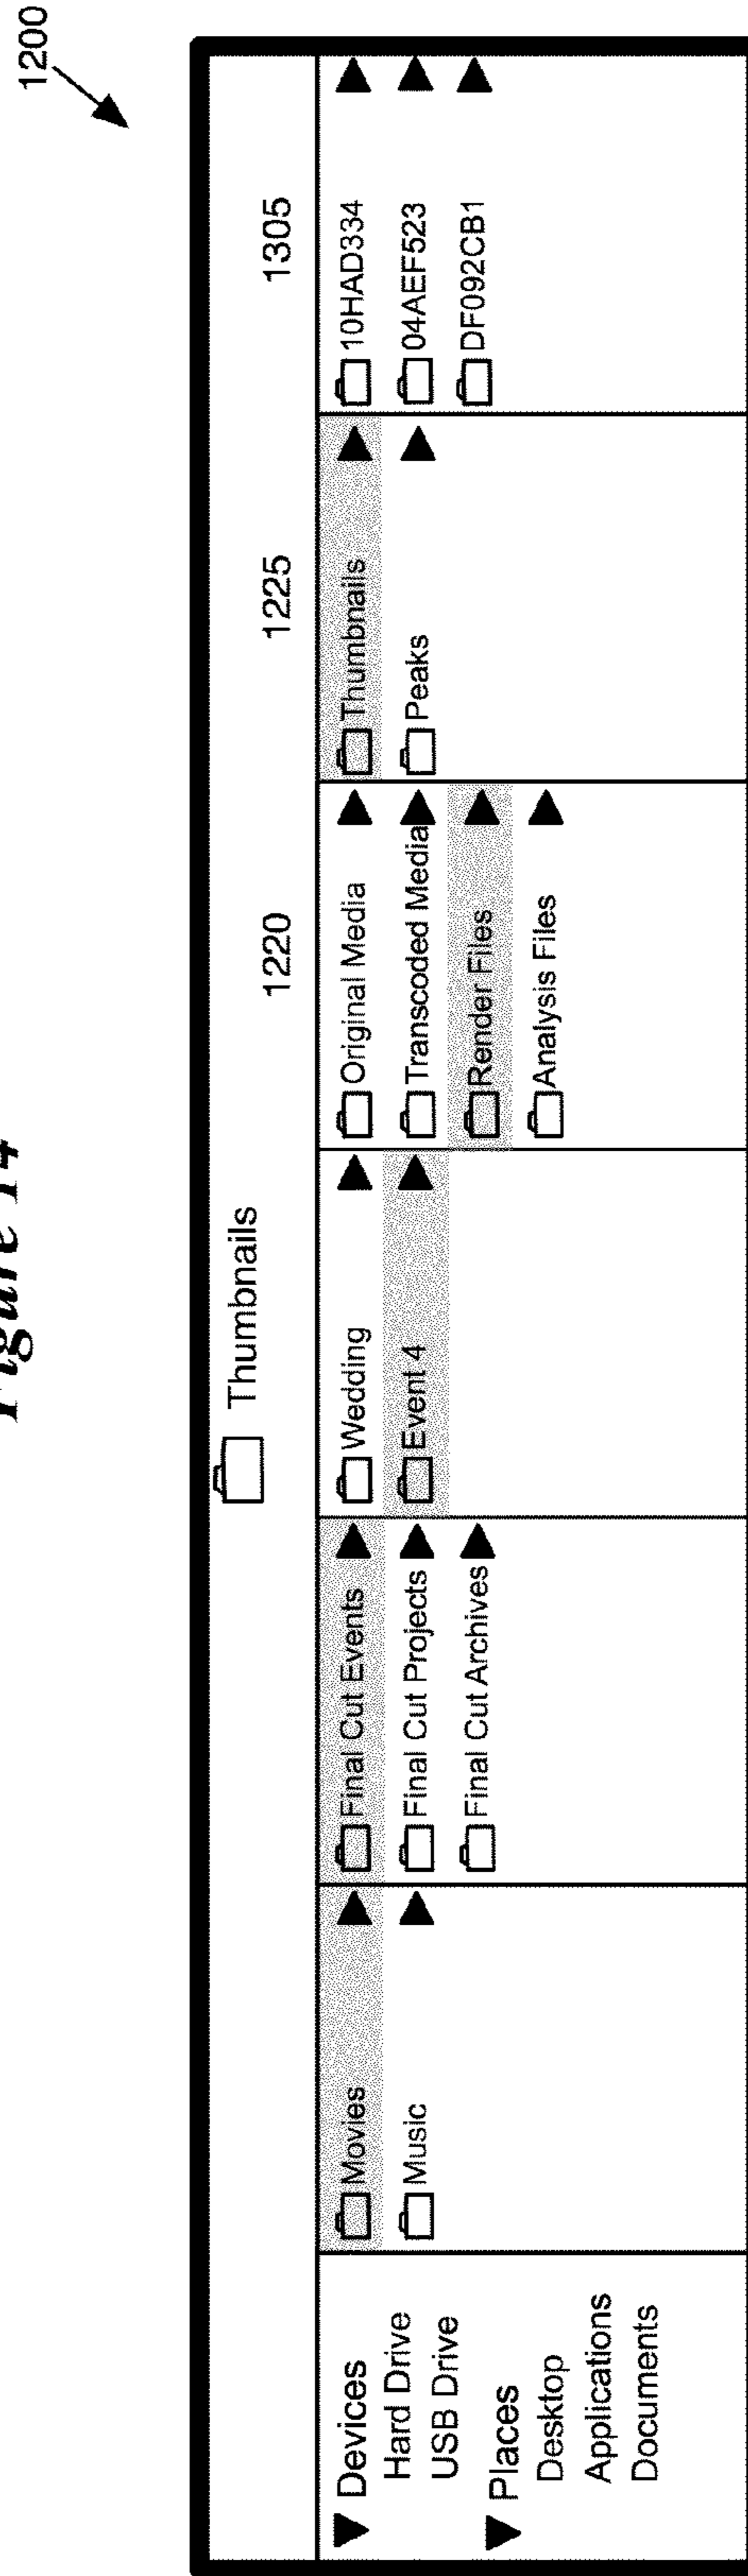 Figure 14
1200
Thumbnails
1220
1225
1305
Devices
Hard Drive
USB Drive
Places
Desktop
Applications
Documents
Movies
Music
Final Cut Events
Final Cut Projects
Final Cut Archives
Wedding
Event 4
Original Media
Transcoded Media
Render Files
Analysis Files
Thumbnails
Peaks
10HAD334
04AEF523
DF092CB1